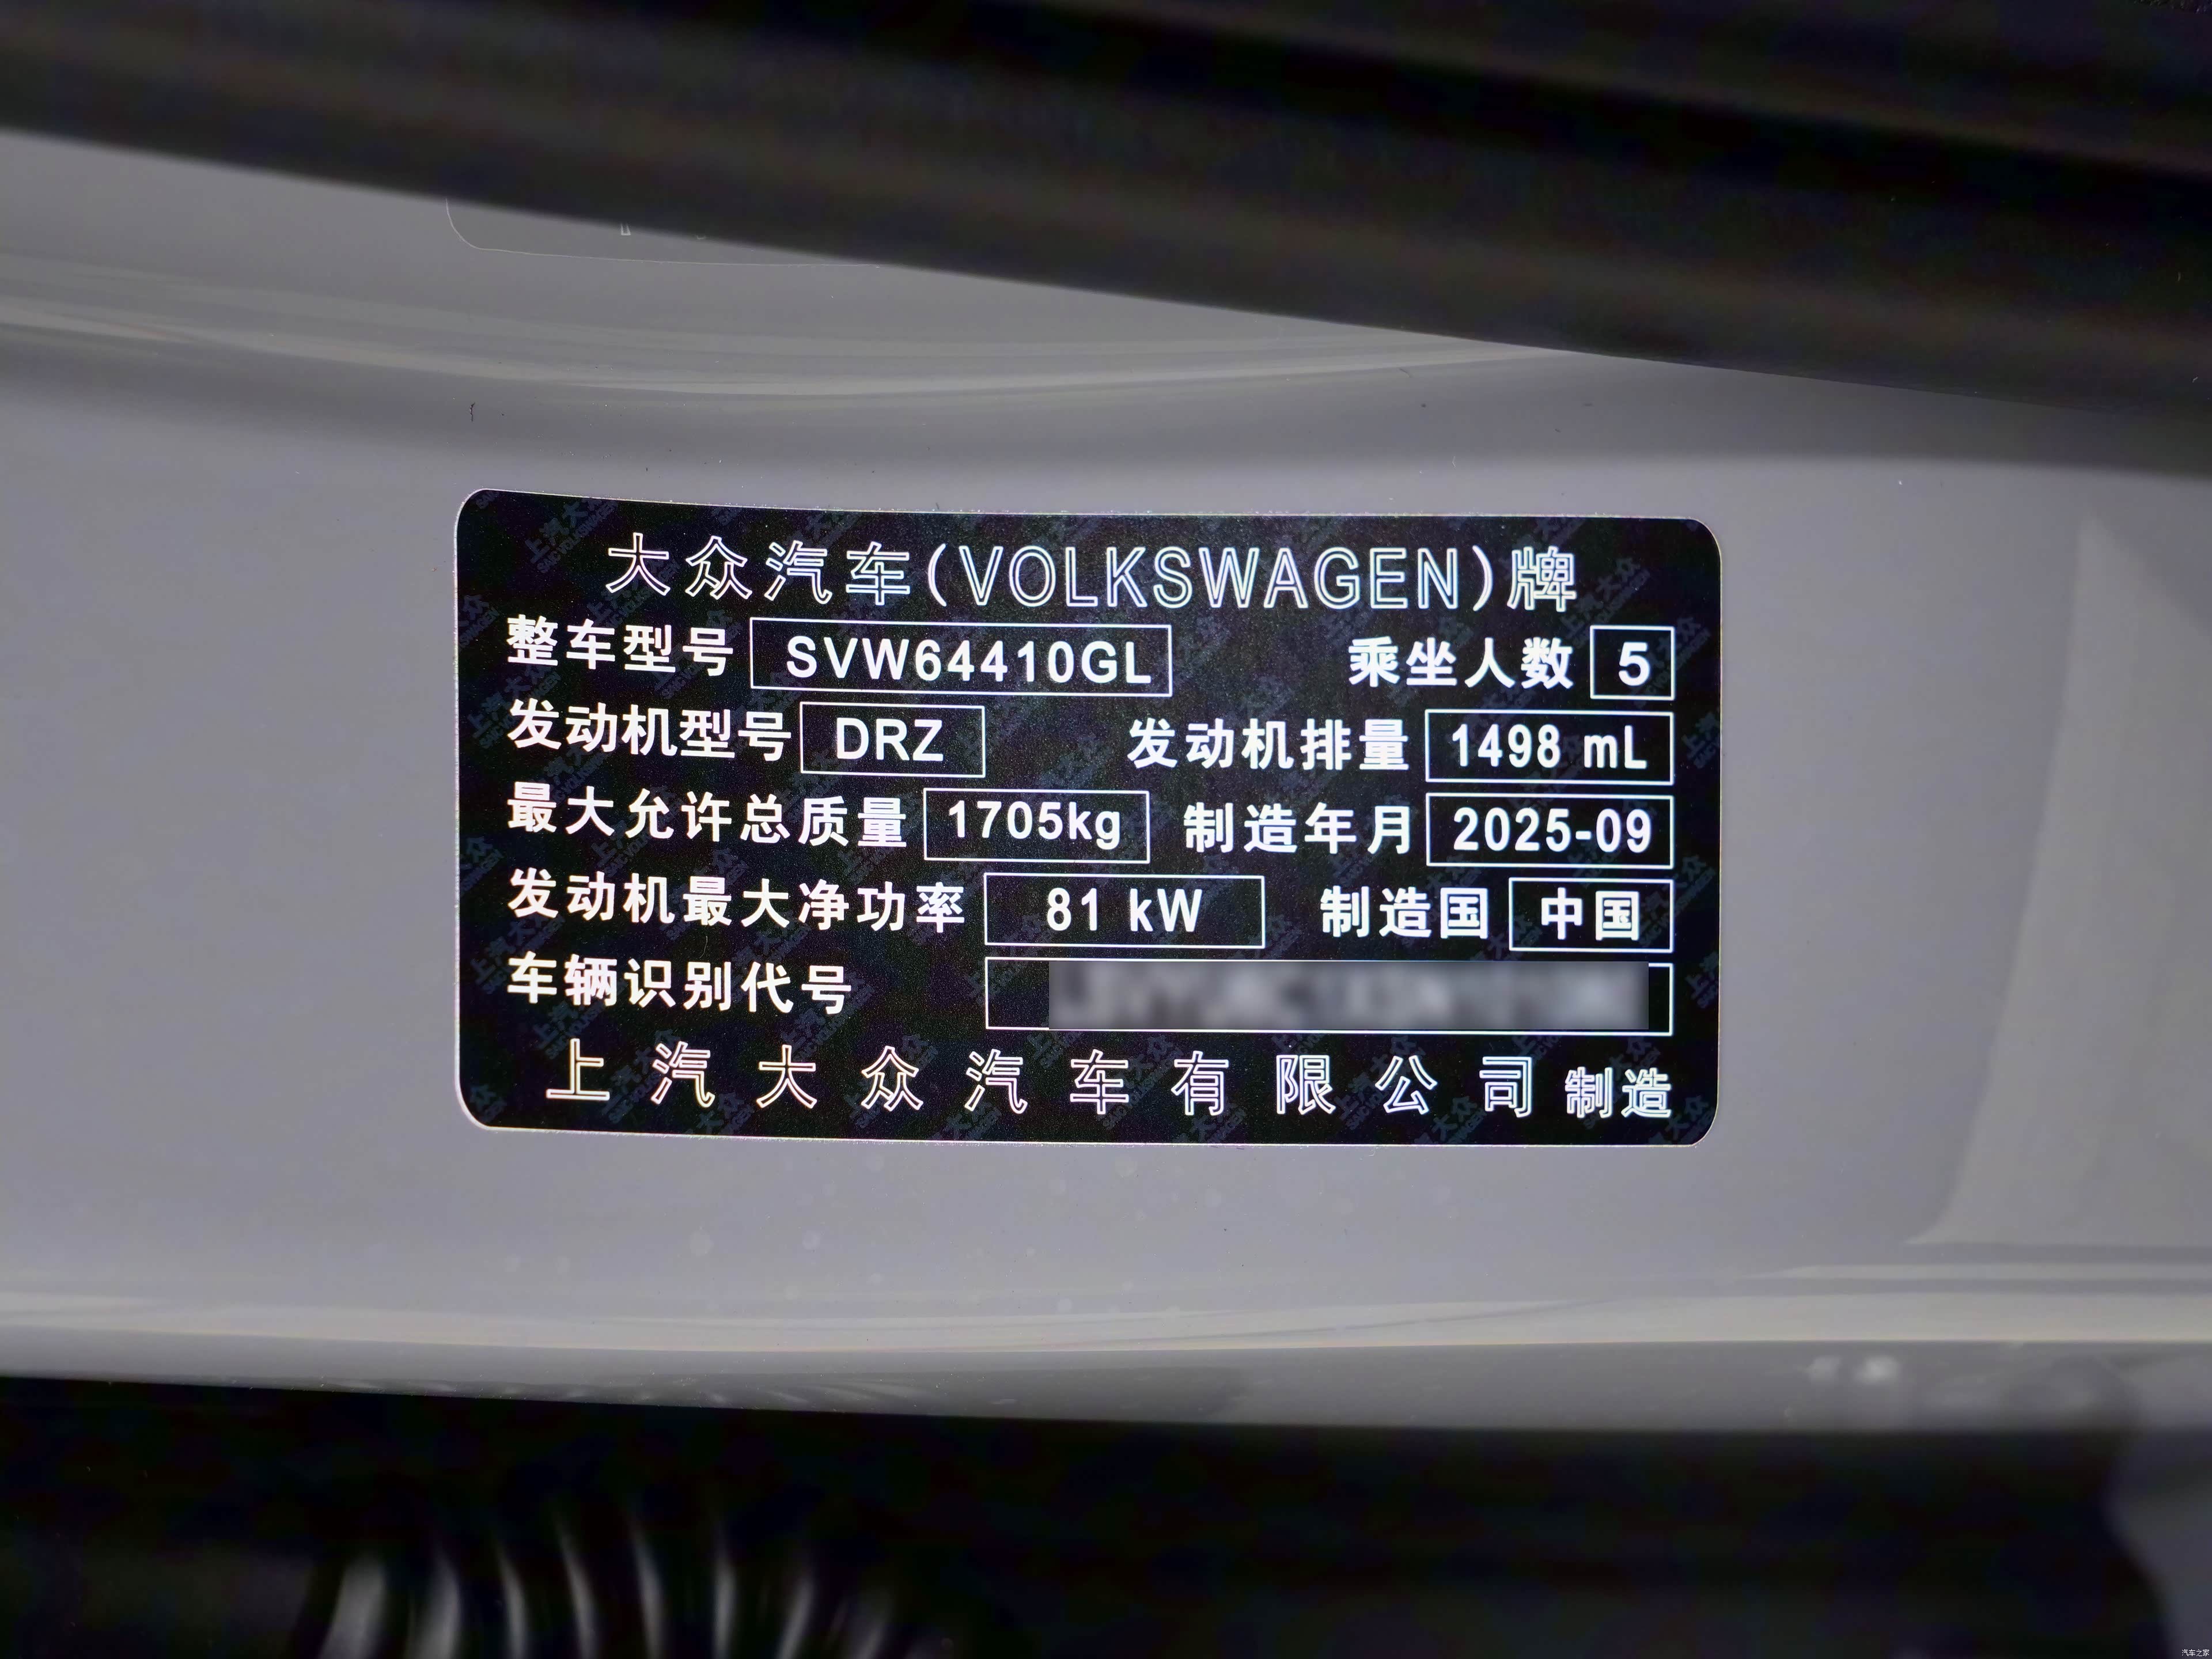 大众汽车(VOLKSWAGEN)牌
整车型号 SVW64410GL 乘坐人数 5
发动机型号 DRZ 发动机排量 1498 mL
最大允许总质量 1705kg 制造年月 2025-09
发动机最大净功率 81 kW 制造国 中国
车辆识别代号
上汽大众汽车有限公司 制造
汽车之家